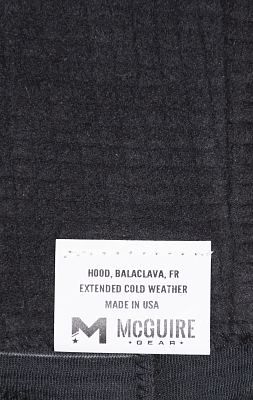 HOOD, BALACLAVA, FR
EXTENDED COLD WEATHER
MADE IN USA
M McGUIRE
GEAR